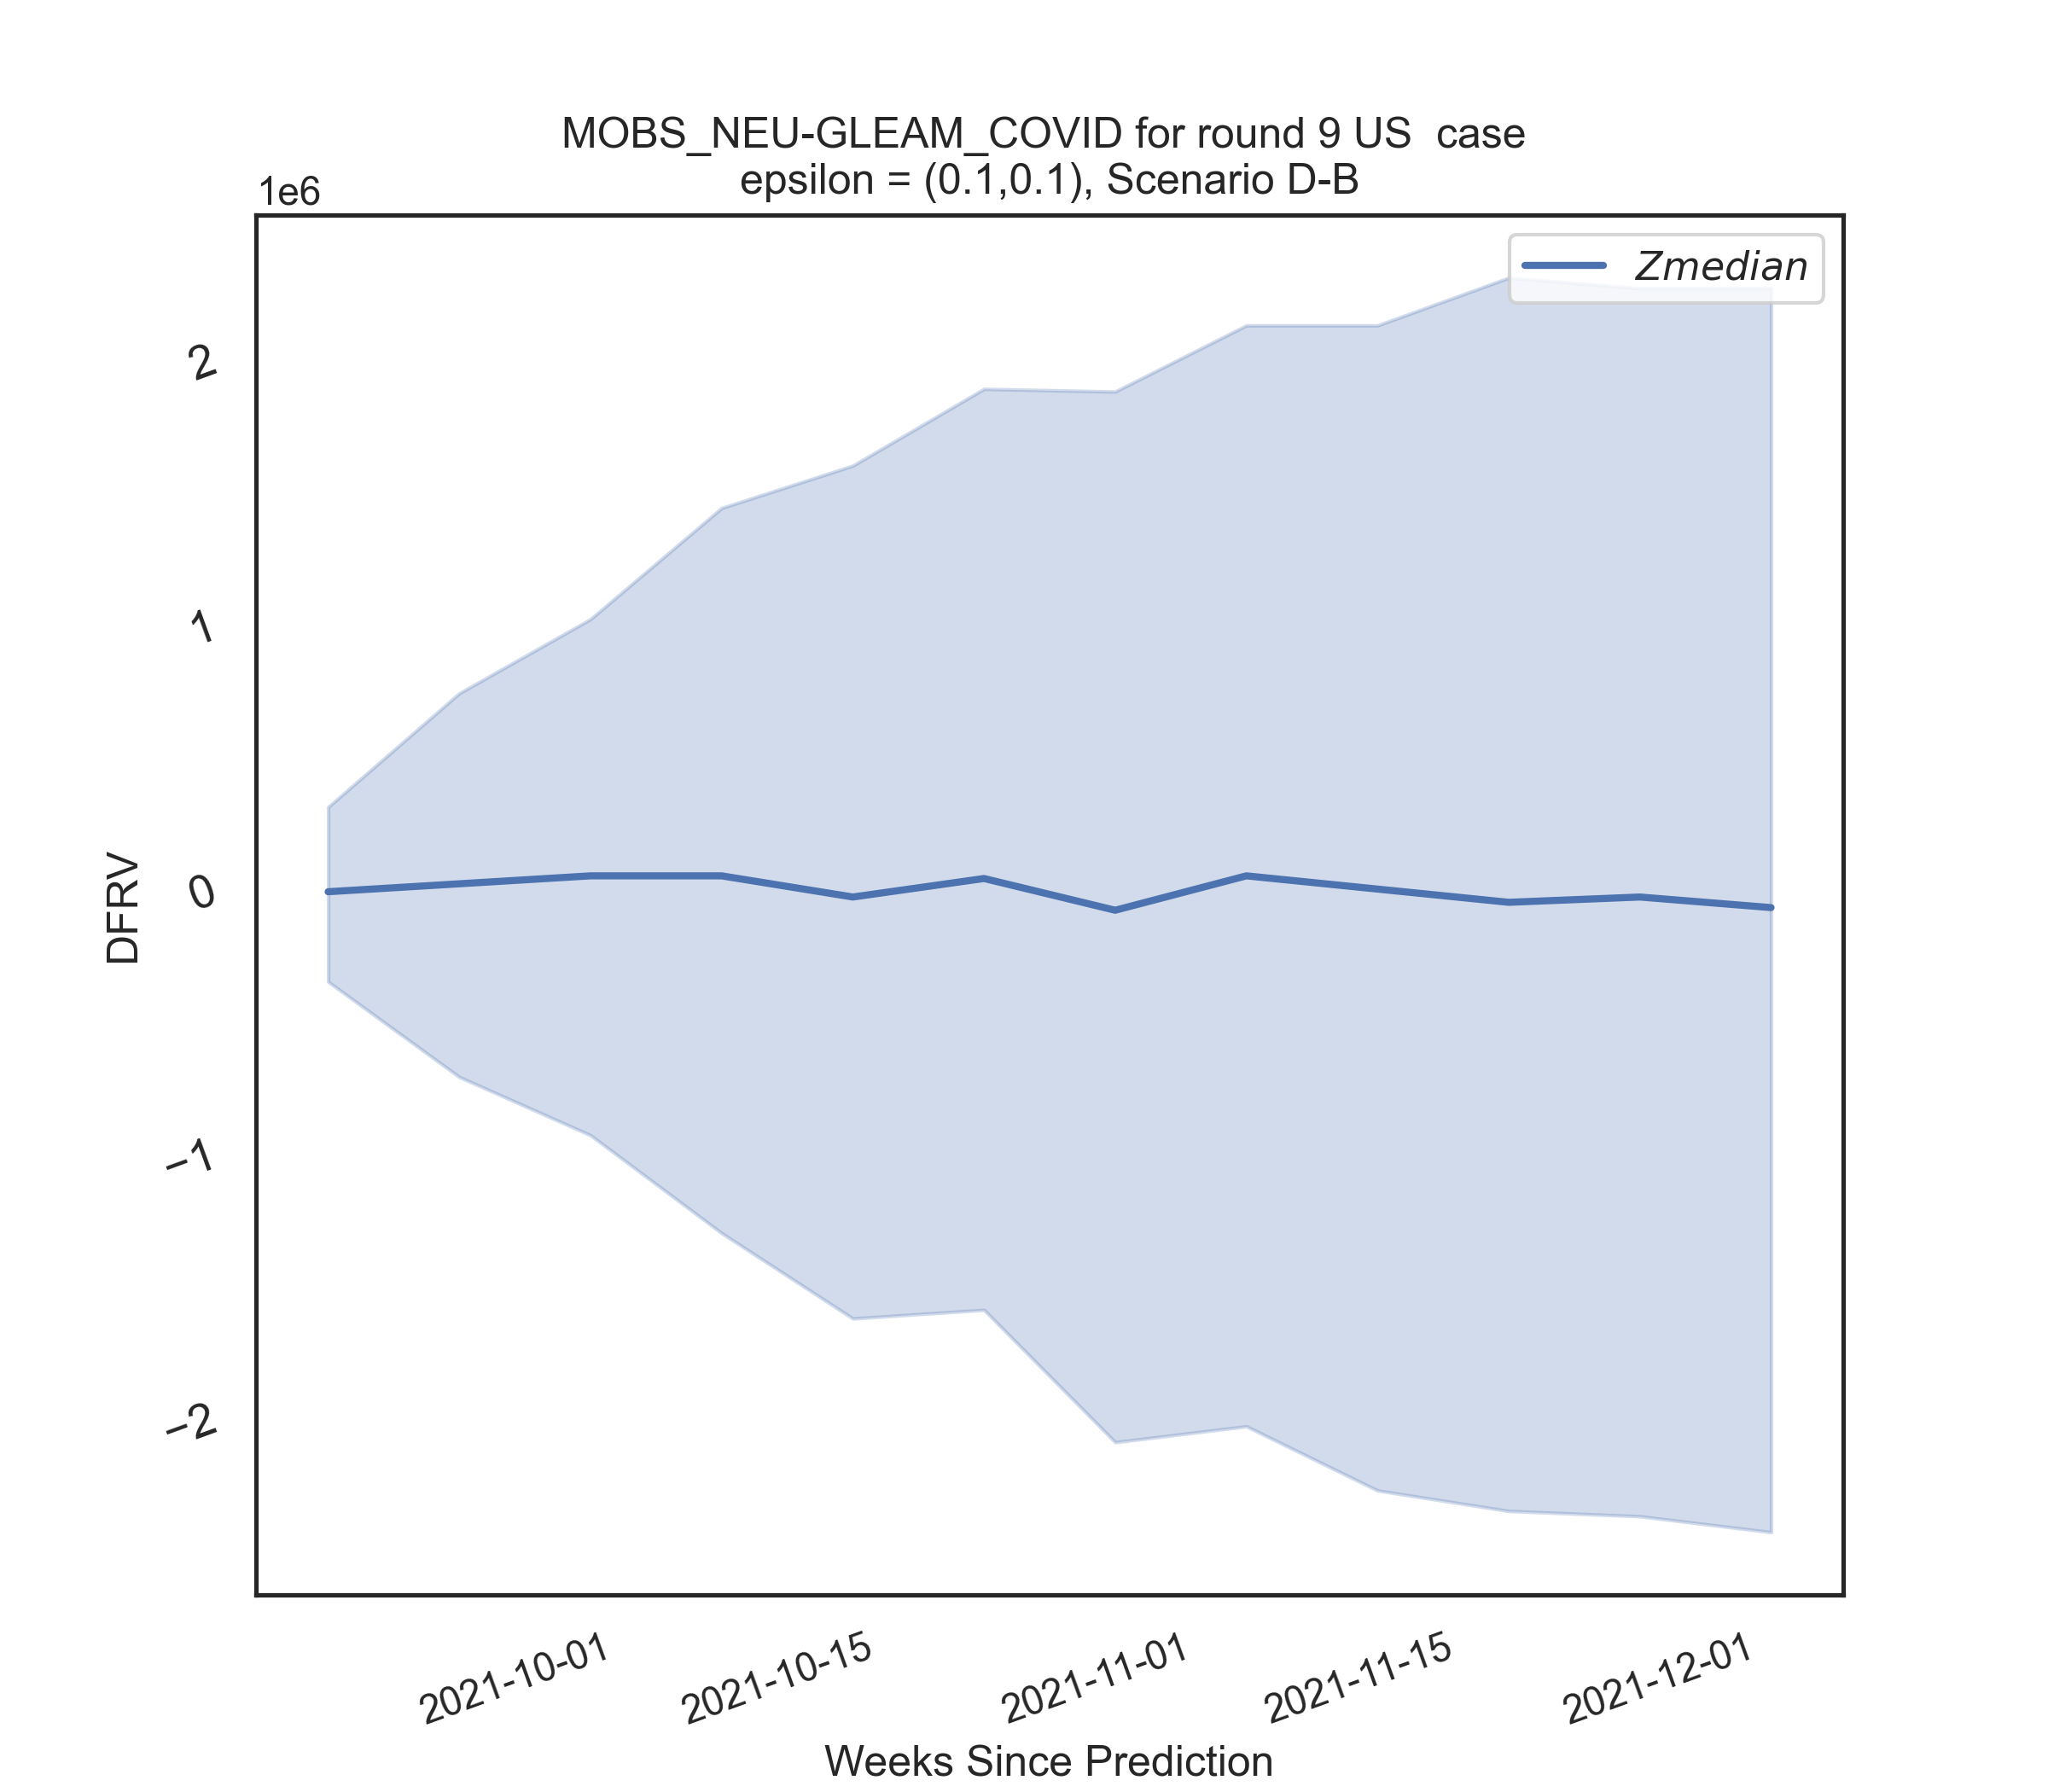 MOBS_NEU-GLEAM_COVID for round 9 US  case
epsilon = (0.1,0.1), Scenario D-B
1e6
Zmedian
2
1
0
−1
−2
DFRV
2021-10-01
2021-10-15
2021-11-01
2021-11-15
2021-12-01
Weeks Since Prediction